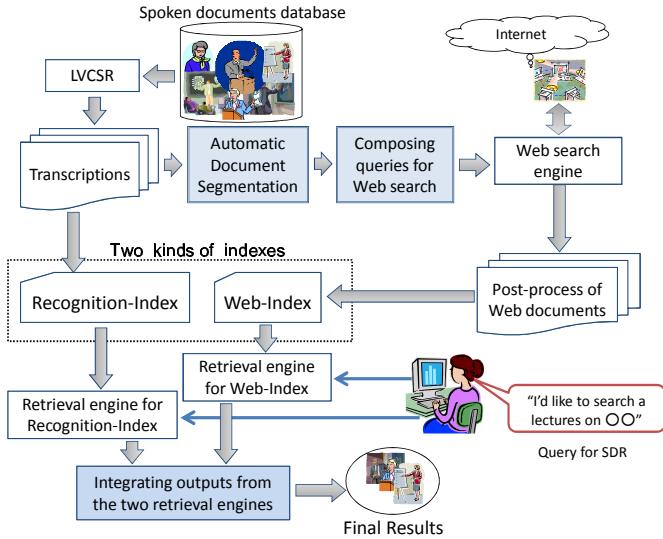 Spoken documents database
Internet
LVCSR
Transcriptions
Automatic
Document
Segmentation
Composing
queries for
Web search
Web search
engine
Two kinds of indexes
Recognition-Index
Web-Index
Post-process of
Web documents
Retrieval engine
for Web-Index
Retrieval engine for
Recognition-Index
“I’d like to search a
lectures on ○○”
Query for SDR
Integrating outputs from
the two retrieval engines
Final Results